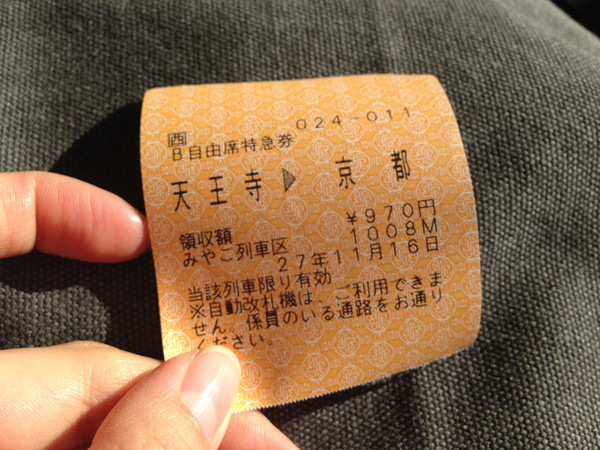 024-011
西
B自由席特急券
天王寺▶京都
¥970円
領収額
1008M
みやこ列車区
27年11月16日
当該列車限り有効
※自動改札機は、ご利用できま
せん。係員のいる通路をお通り
ください。